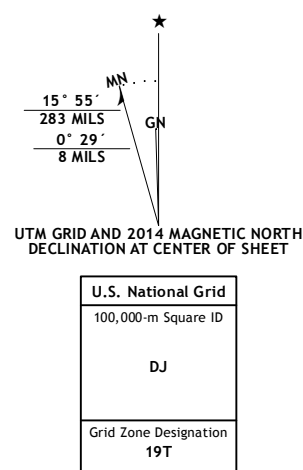 ★
MN
GN
15° 55´
283 MILS
0° 29´
8 MILS
UTM GRID AND 2014 MAGNETIC NORTH
DECLINATION AT CENTER OF SHEET
U.S. National Grid
100,000-m Square ID
DJ
Grid Zone Designation
19T